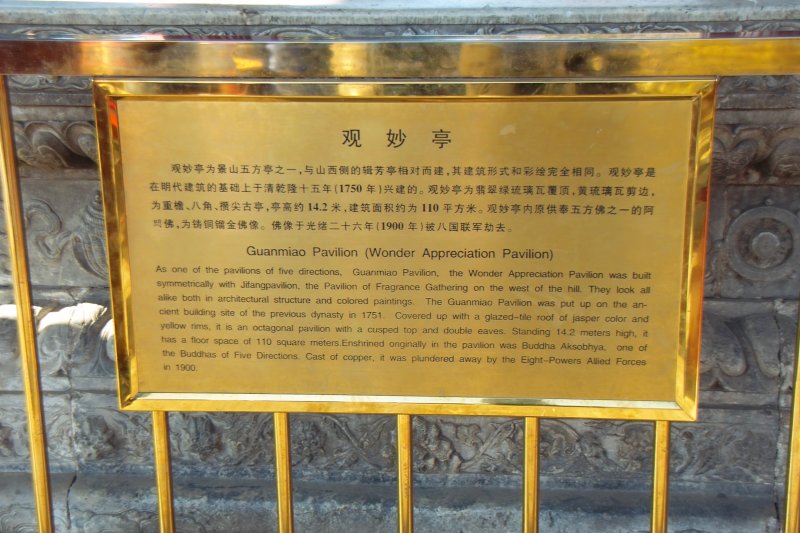 观妙亭
观妙亭为景山五方亭之一，与山西侧的辑芳亭相对而建，其建筑形式和彩绘完全相同。观妙亭是
在明代建筑的基础上于清乾隆十五年(1750 年)兴建的。观妙亭为翡翠绿琉璃瓦覆顶，黄琉璃瓦剪边，
为重檐、八角、攒尖古亭，亭高约 14.2 米，建筑面积约为 110 平方米。观妙亭内原供奉五方佛之一的阿
閦佛，为铸铜镏金佛像。佛像于光绪二十六年(1900 年)被八国联军劫去。
Guanmiao Pavilion (Wonder Appreciation Pavilion)
As one of the pavilions of five directions, Guanmiao Pavilion, the Wonder Appreciation Pavilion was built
symmetrically with Jifangpavilion, the Pavilion of Fragrance Gathering on the west of the hill. They look all
alike both in architectural structure and colored paintings. The Guanmiao Pavilion was put up on the an-
cient building site of the previous dynasty in 1751. Covered up with a glazed-tile roof of jasper color and
yellow rims, it is an octagonal pavilion with a cusped top and double eaves. Standing 14.2 meters high, it
has a floor space of 110 square meters.Enshrined originally in the pavilion was Buddha Aksobhya, one of
the Buddhas of Five Directions. Cast of copper, it was plundered away by the Eight-Powers Allied Forces
in 1900.